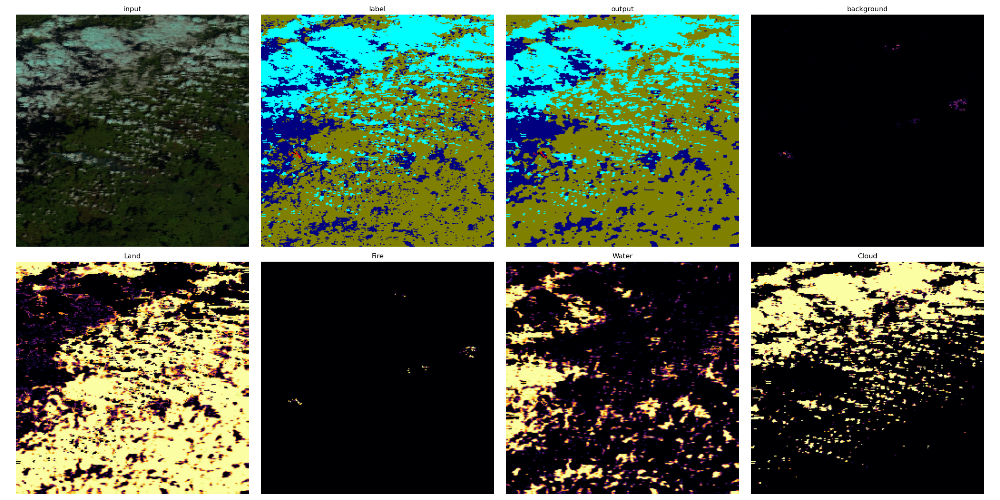 input
label
output
background
Land
Fire
Water
Cloud